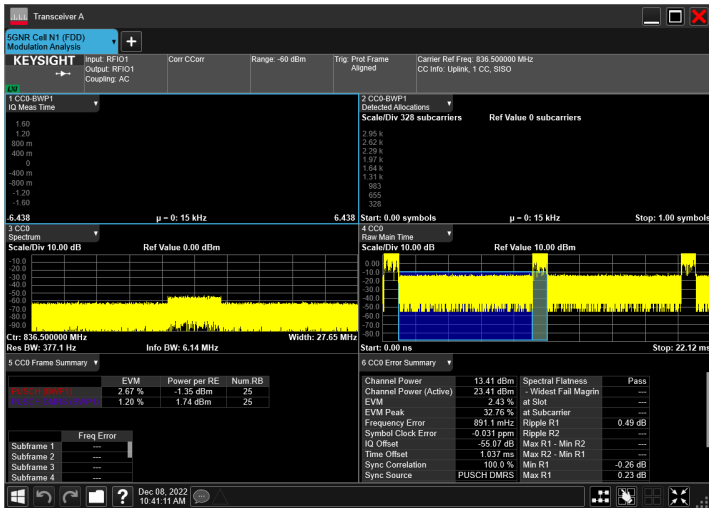 Transceiver A
5GNR Cell N1 (FDD)
Modulation Analysis
KEYSIGHT
Input: RFIO1
Output: RFIO1
Coupling: AC
Corr CCorr
Range: -60 dBm
Trig: Prot Frame
Aligned
Carrier Ref Freq: 836.500000 MHz
CC Info: Uplink, 1 CC, SISO
LXI
1 CC0-BWP1
IQ Meas Time
1.60
1.20
800 m
400 m
0
-400 m
-800 m
-1.20
-1.60
-6.438 μ = 0: 15 kHz 6.438
2 CC0-BWP1
Detected Allocations
Scale/Div 328 subcarriers Ref Value 0 subcarriers
2.95 k
2.62 k
2.29 k
1.97 k
1.64 k
1.31 k
983
655
328
Start: 0.00 symbols μ = 0: 15 kHz Stop: 1.00 symbols
3 CC0
Spectrum
Scale/Div 10.00 dB Ref Value 0.00 dBm
-10.0
-20.0
-30.0
-40.0
-50.0
-60.0
-70.0
-80.0
-90.0
Ctr: 836.500000 MHz Width: 27.65 MHz
Res BW: 377.1 Hz Info BW: 6.14 MHz
4 CC0
Raw Main Time
Scale/Div 10.00 dB Ref Value 10.00 dBm
0.00
-10.0
-20.0
-30.0
-40.0
-50.0
-60.0
-70.0
-80.0
Start: 0.00 ns Stop: 22.12 ms
5 CC0 Frame Summary
EVM Power per RE Num.RB
2.67 % -1.35 dBm 25
1.20 % 1.74 dBm 25
Freq Error
Subframe 1 ---
Subframe 2 ---
Subframe 3 ---
Subframe 4 ---
6 CC0 Error Summary
Channel Power 13.41 dBm Spectral Flatness Pass
Channel Power (Active) 23.41 dBm - Widest Fail Magrin ---
EVM 2.43 % at Slot ---
EVM Peak 32.76 % at Subcarrier ---
Frequency Error 891.1 mHz Ripple R1 0.49 dB
Symbol Clock Error -0.031 ppm Ripple R2 ---
IQ Offset -55.07 dB Max R1 - Min R2 ---
Time Offset 1.037 ms Max R2 - Min R1 ---
Sync Correlation 100.0 % Min R1 -0.26 dB
Sync Source PUSCH DMRS Max R1 0.23 dB
Dec 08, 2022
10:41:11 AM